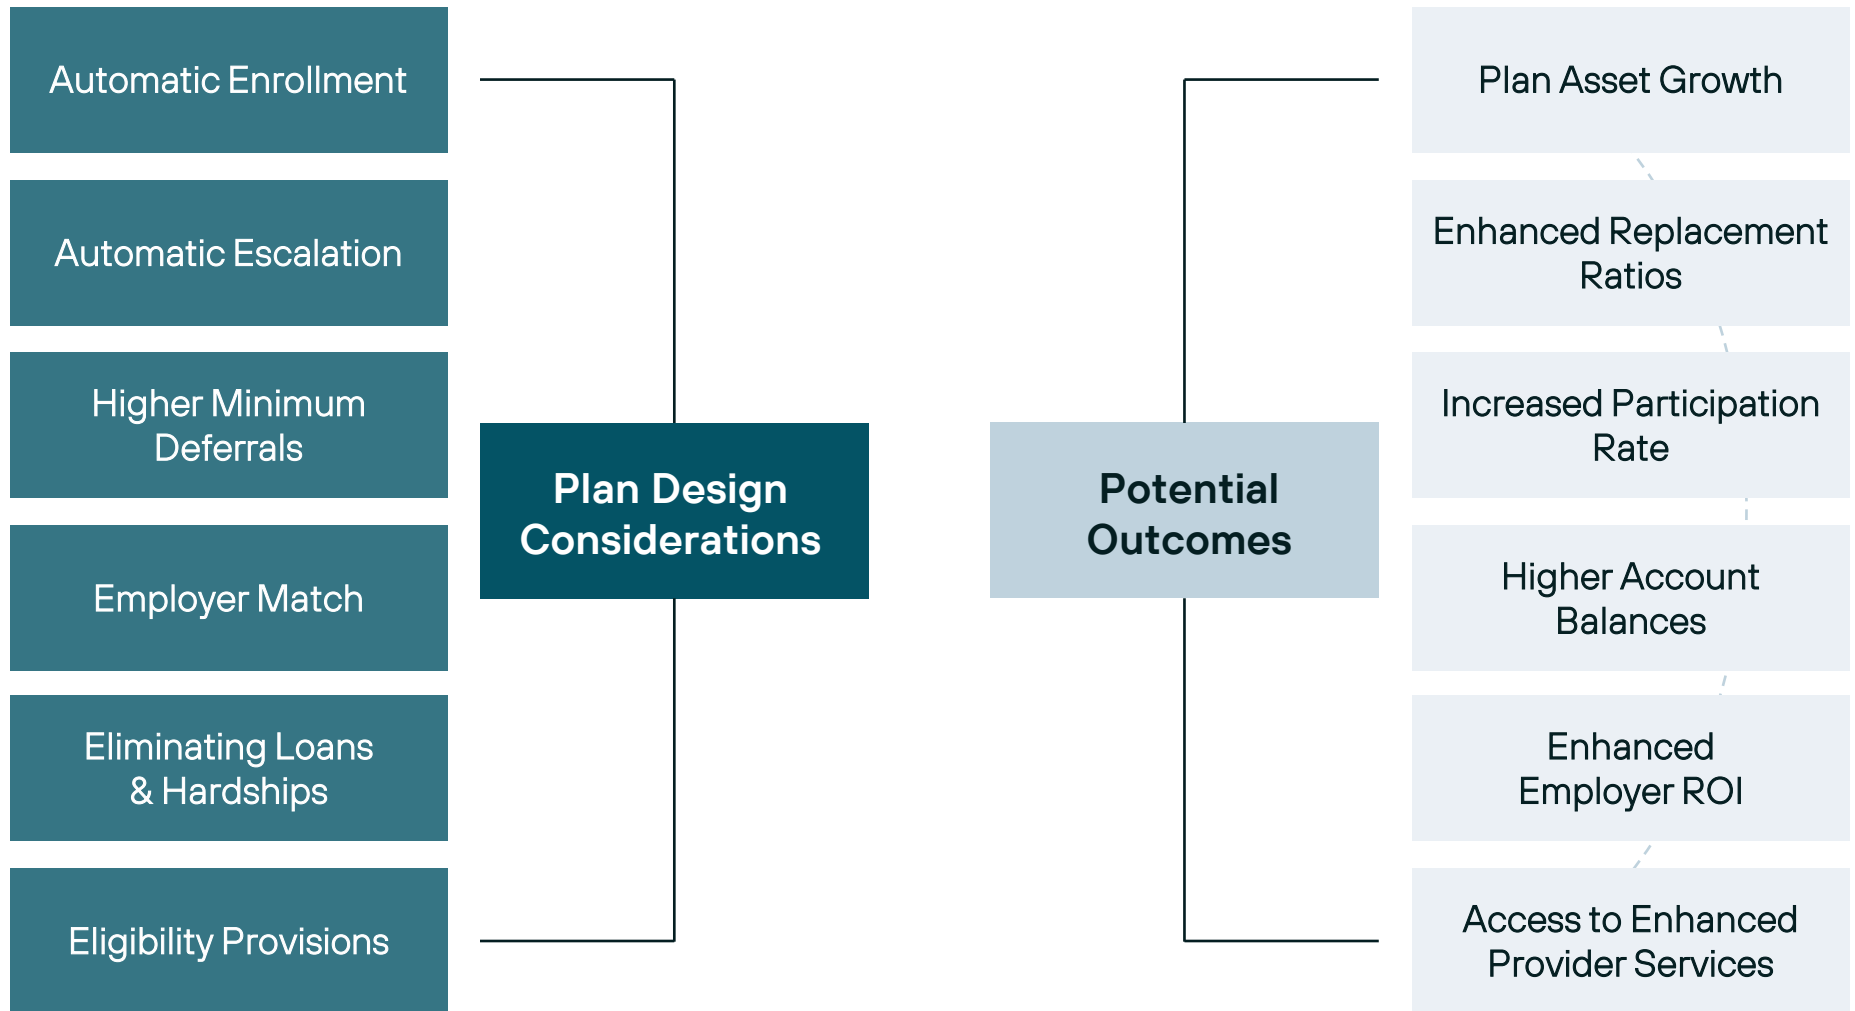 Automatic Enrollment
Automatic Escalation
Higher Minimum
Deferrals
Employer Match
Eliminating Loans
& Hardships
Eligibility Provisions
Plan Design
Considerations
Potential
Outcomes
Plan Asset Growth
Enhanced Replacement
Ratios
Increased Participation
Rate
Higher Account
Balances
Enhanced
Employer ROI
Access to Enhanced
Provider Services